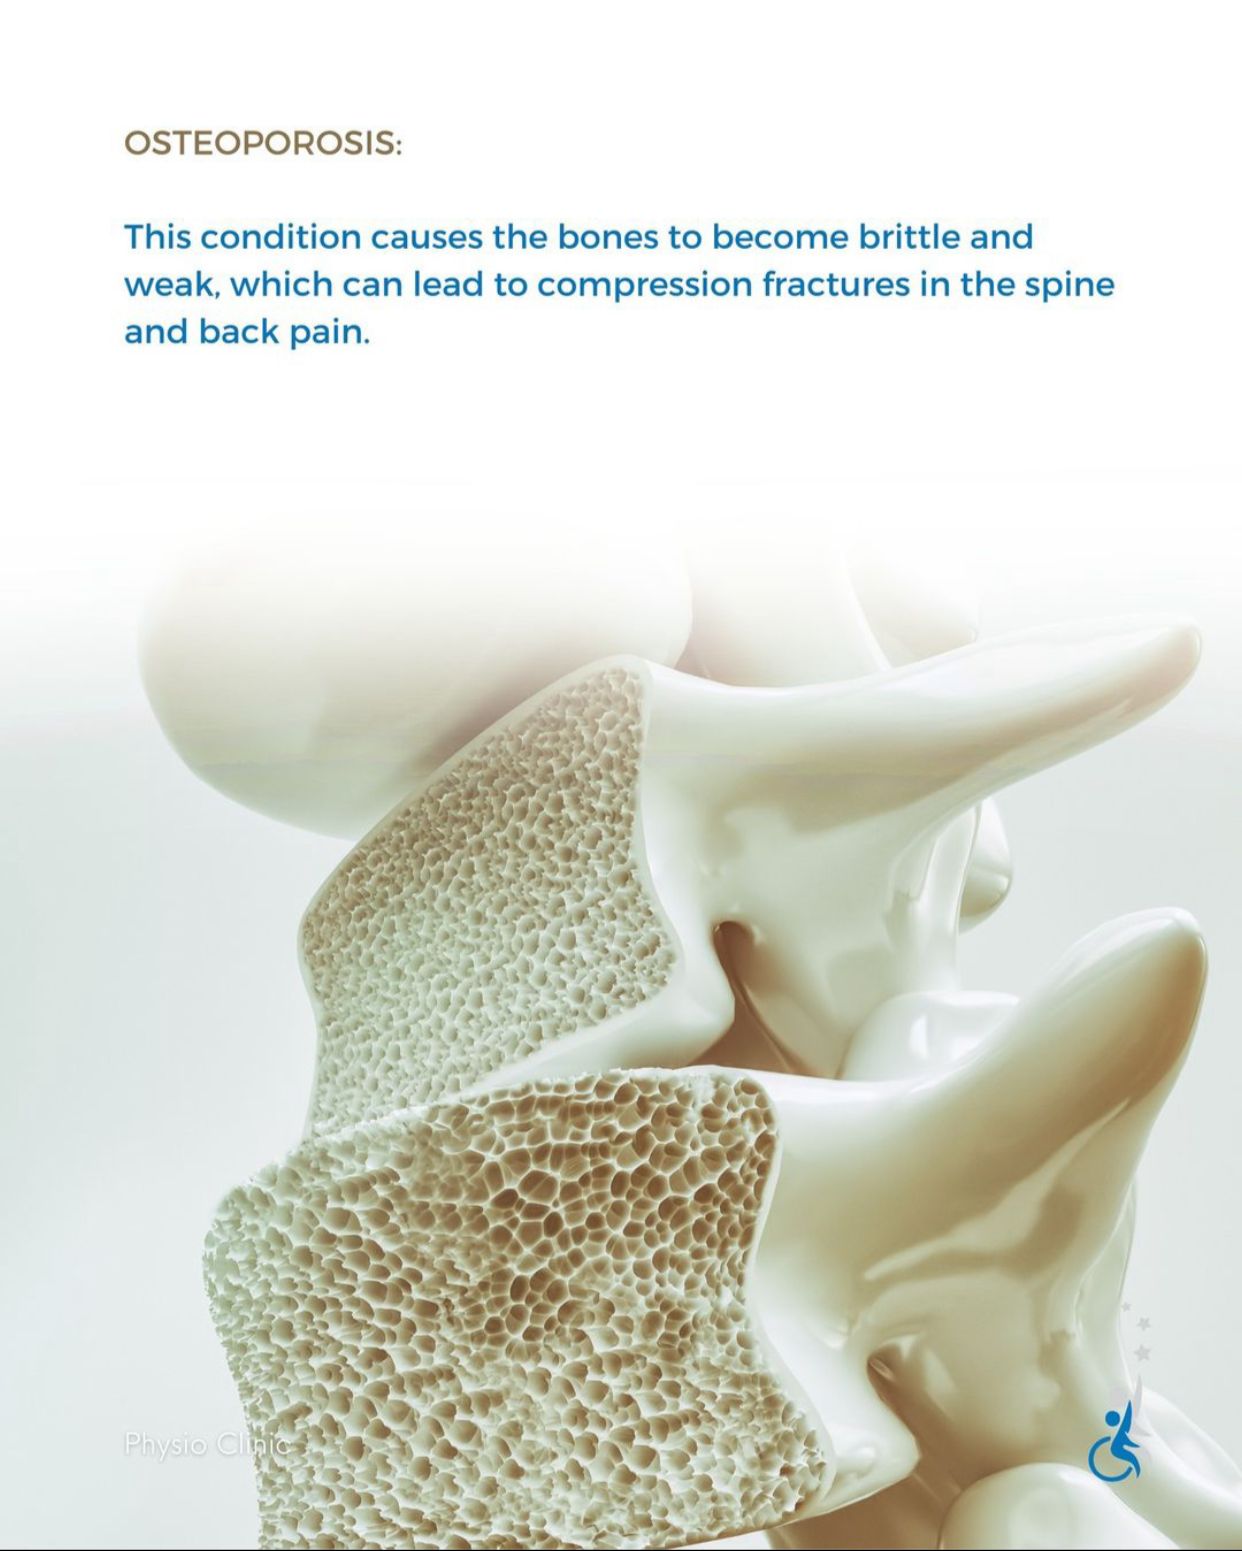 OSTEOPOROSIS:
This condition causes the bones to become brittle and
weak, which can lead to compression fractures in the spine
and back pain.
Physio Clinic